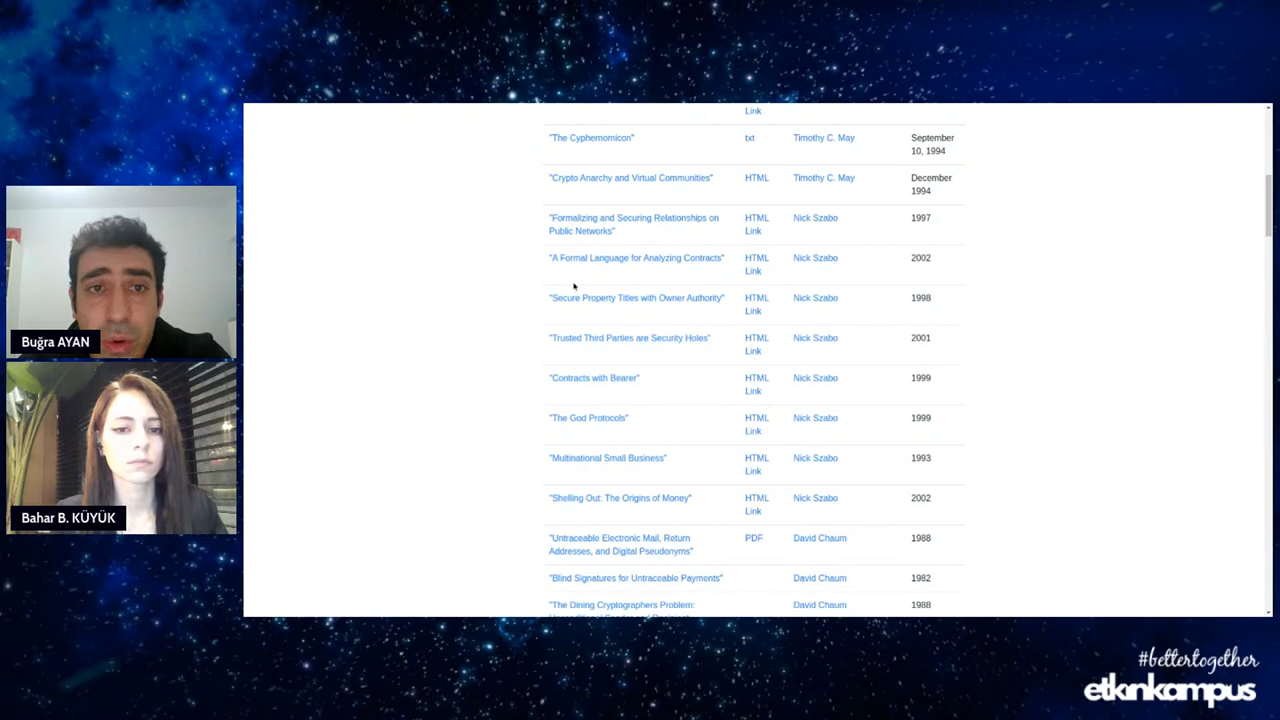 Link
"The Cyphernomicon" txt Timothy C. May September
10, 1994
"Crypto Anarchy and Virtual Communities" HTML Timothy C. May December
1994
"Formalizing and Securing Relationships on HTML Nick Szabo 1997
Public Networks" Link
"A Formal Language for Analyzing Contracts" HTML Nick Szabo 2002
Link
"Secure Property Titles with Owner Authority" HTML Nick Szabo 1998
Link
"Trusted Third Parties are Security Holes" HTML Nick Szabo 2001
Link
"Contracts with Bearer" HTML Nick Szabo 1999
Link
"The God Protocols" HTML Nick Szabo 1999
Link
"Multinational Small Business" HTML Nick Szabo 1993
Link
"Shelling Out: The Origins of Money" HTML Nick Szabo 2002
Link
"Untraceable Electronic Mail, Return PDF David Chaum 1988
Addresses, and Digital Pseudonyms"
"Blind Signatures for Untraceable Payments" David Chaum 1982
"The Dining Cryptographers Problem: David Chaum 1988
Buğra AYAN
Bahar B. KÜYÜK
#bettertogether
etkinkampus